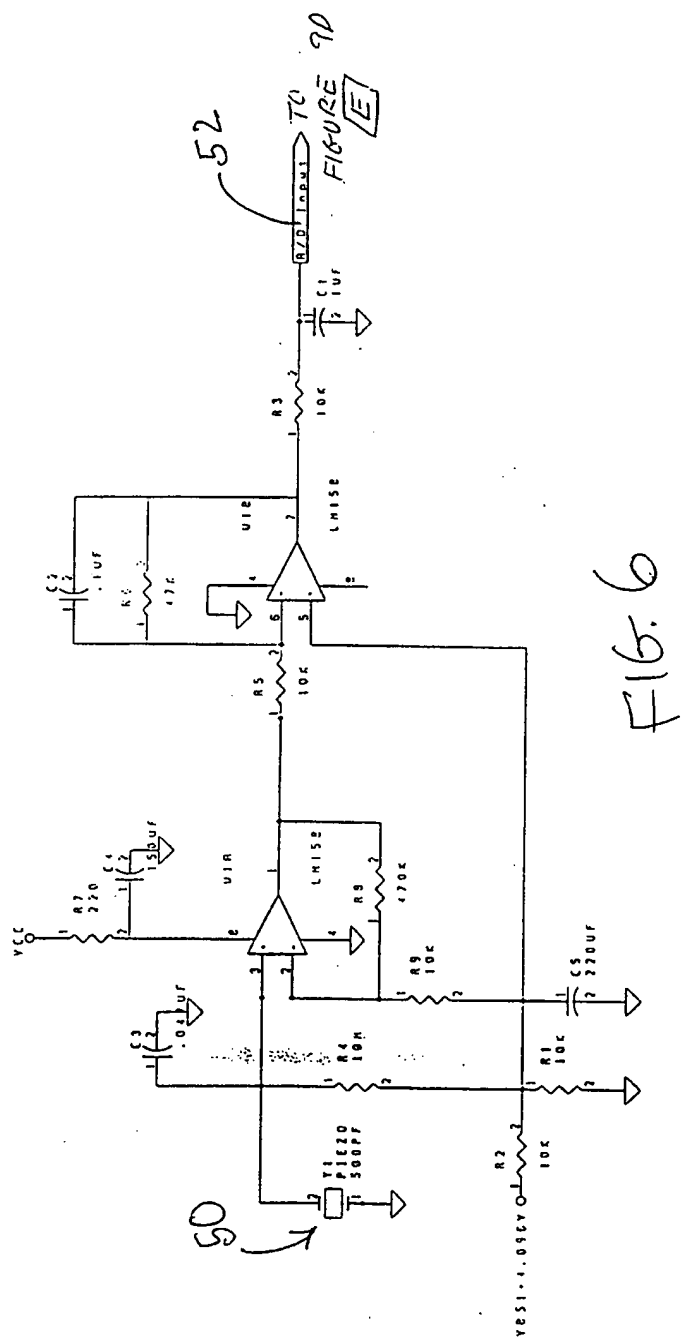 50
52
TO
FIGURE 9D
E
A/D Input
C1
1UF
R3
10K
C2
.1UF
R6
47K
U1B
LM158
R5
10K
VCC
R7
220
C4
150UF
U1A
LM158
470K
R9
10K
C5
220UF
C3
.047UF
R4
10M
R1
10K
Y1
PIEZO
500PF
R2
10K
FIG. 6